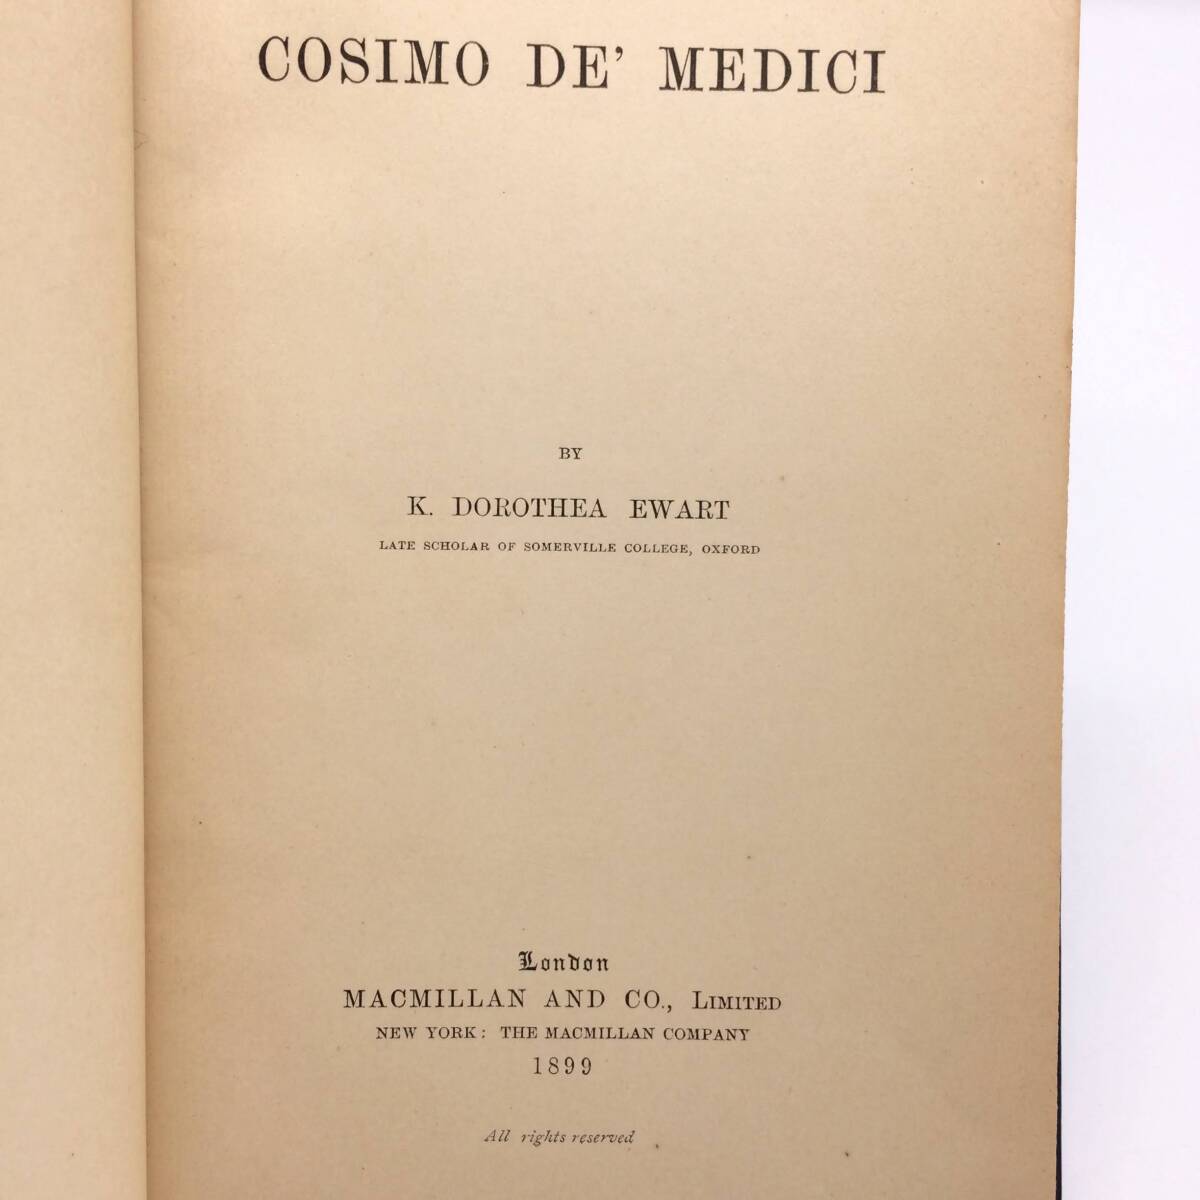 COSIMO DE’ MEDICI
BY
K. DOROTHEA EWART
LATE SCHOLAR OF SOMERVILLE COLLEGE, OXFORD
London
MACMILLAN AND CO., LIMITED
NEW YORK: THE MACMILLAN COMPANY
1899
All rights reserved